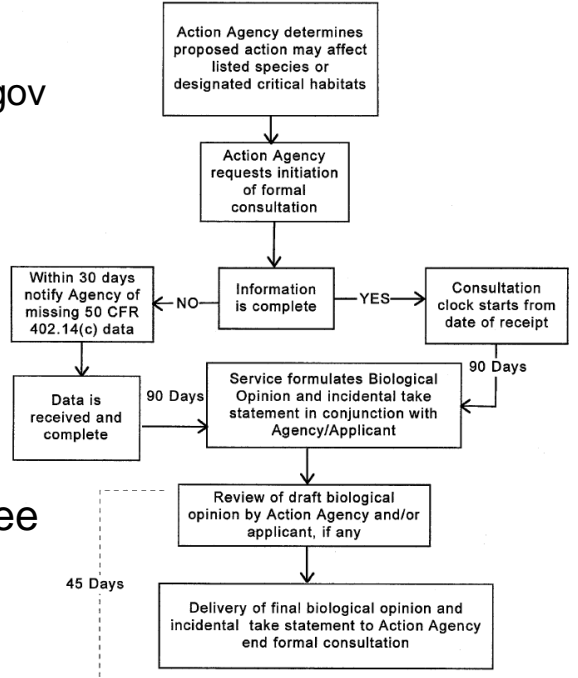 Action Agency determines
proposed action may affect
listed species or
designated critical habitats
gov
Action Agency
requests initiation
of formal
consultation
Within 30 days
notify Agency of
missing 50 CFR
402.14(c) data
NO
Information
is complete
YES
Consultation
clock starts from
date of receipt
90 Days
Data is
received and
complete
90 Days
Service formulates Biological
Opinion and incidental take
statement in conjunction with
Agency/Applicant
Review of draft biological
opinion by Action Agency and/or
applicant, if any
ee
45 Days
Delivery of final biological opinion and
incidental take statement to Action Agency
end formal consultation